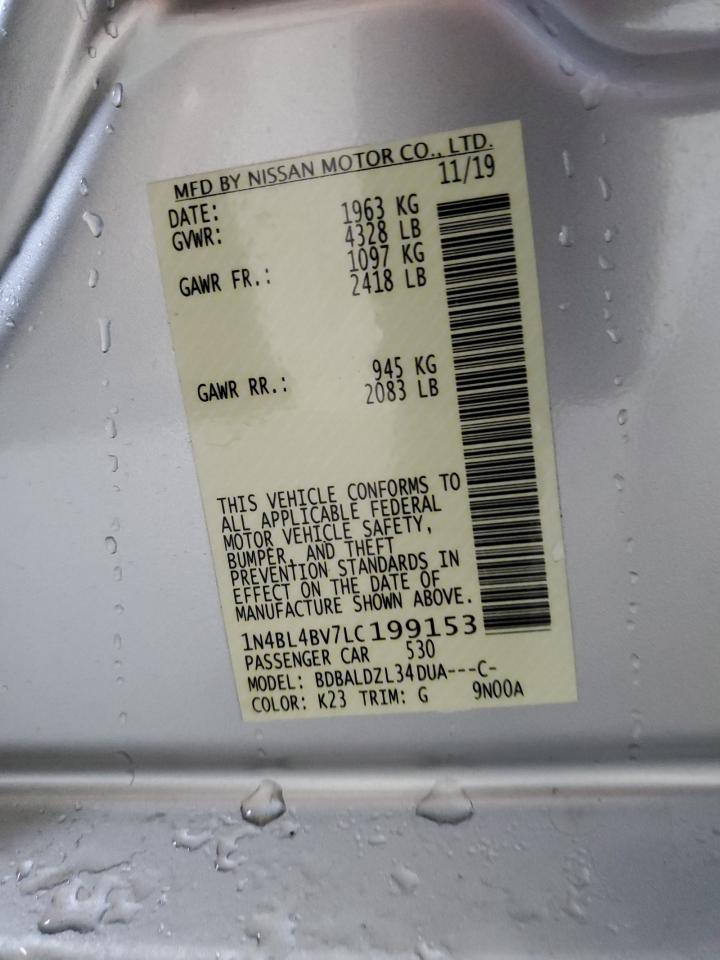 MFD BY NISSAN MOTOR CO., LTD.
DATE: 11/19
GVWR: 1963 KG
4328 LB
GAWR FR.: 1097 KG
2418 LB
GAWR RR.: 945 KG
2083 LB
THIS VEHICLE CONFORMS TO
ALL APPLICABLE FEDERAL
MOTOR VEHICLE SAFETY,
BUMPER, AND THEFT
PREVENTION STANDARDS IN
EFFECT ON THE DATE OF
MANUFACTURE SHOWN ABOVE.
1N4BL4BV7LC199153
PASSENGER CAR 530
MODEL: BDBALDZL34DUA---C-
COLOR: K23 TRIM: G 9N00A